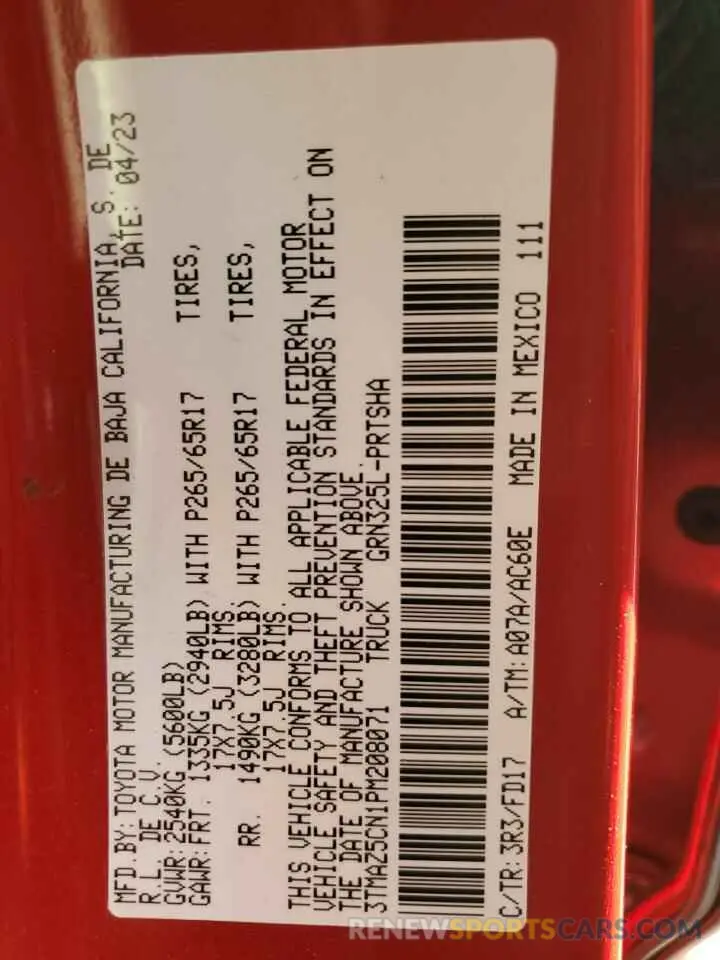 MFD.BY:TOYOTA MOTOR MANUFACTURING DE BAJA CALIFORNIA, S. DE
R.L. DE C.V. DATE: 04/23
GVWR:2540KG (5600LB)
GAWR:FRT. 1335KG (2940LB) WITH P265/65R17 TIRES,
17X7.5J RIMS.
RR. 1490KG (3280LB) WITH P265/65R17 TIRES,
17X7.5J RIMS.
THIS VEHICLE CONFORMS TO ALL APPLICABLE FEDERAL MOTOR
VEHICLE SAFETY AND THEFT PREVENTION STANDARDS IN EFFECT ON
THE DATE OF MANUFACTURE SHOWN ABOVE.
3TMAZ5CN1PM208071 TRUCK GRN325L-PRTSHA
C/TR:3R3/FD17 A/TM:A07A/AC60E MADE IN MEXICO 111
RENEWSPORTSCARS.COM